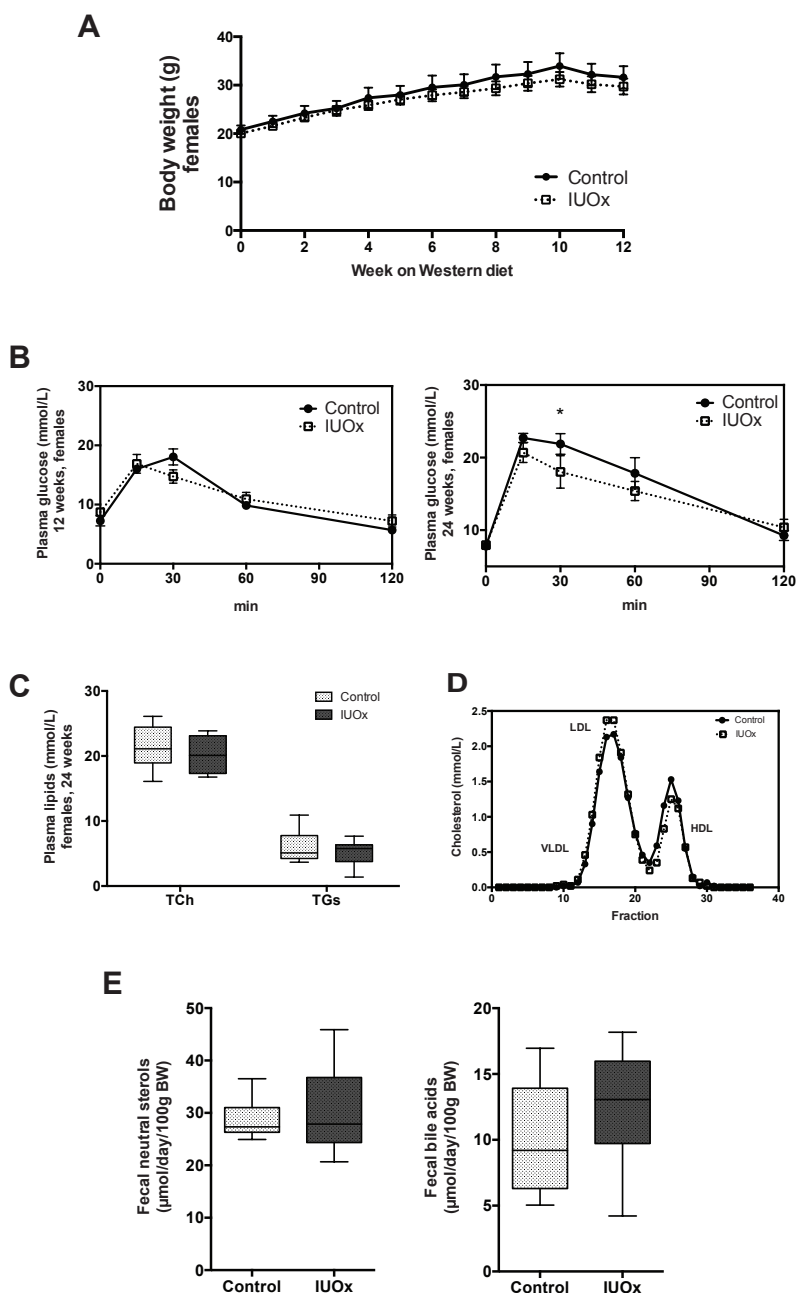 A
Body weight (g)
females
40
30
20
10
0
0 2 4 6 8 10 12
Week on Western diet
Control
IUOx
B
Plasma glucose (mmol/L)
12 weeks, females
30
20
10
0
0 30 60 90 120
min
Control
IUOx
Plasma glucose (mmol/L)
24 weeks, females
30
20
10
0 30 60 90 120
min
*
Control
IUOx
C
Plasma lipids (mmol/L)
females, 24 weeks
30
20
10
0
TCh TGs
Control
IUOx
D
Cholesterol (mmol/L)
2.5
2.0
1.5
1.0
0.5
0.0
0 10 20 30 40
Fraction
LDL
VLDL
HDL
Control
IUOx
E
Fecal neutral sterols
(µmol/day/100g BW)
50
40
30
20
10
0
Control IUOx
Fecal bile acids
(µmol/day/100g BW)
20
15
10
5
0
Control IUOx